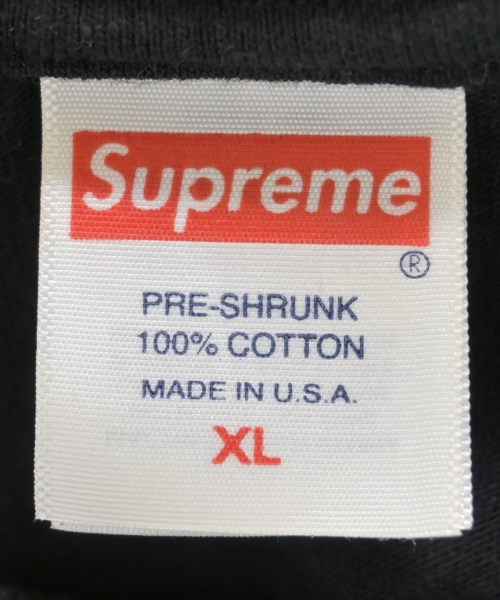 Supreme
®
PRE-SHRUNK
100% COTTON
MADE IN U.S.A.
XL